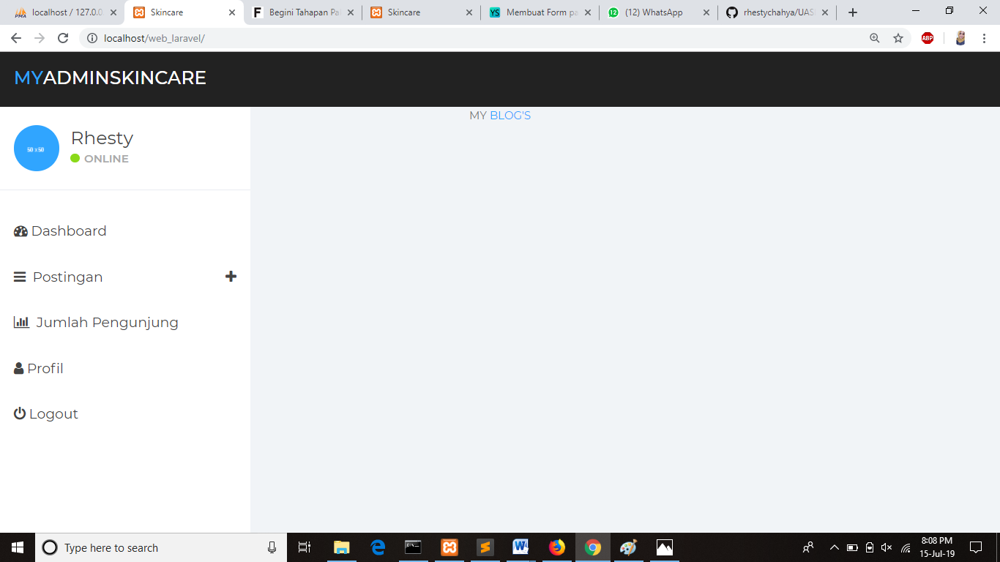 localhost / 127.0.0
Skincare
Begini Tahapan Pa
Skincare
Membuat Form pa
(12) WhatsApp
rhestychahya/UAS
localhost/web_laravel/
ABP
MYADMINSKINCARE
MY BLOG'S
50 x 50
Rhesty
ONLINE
Dashboard
Postingan
Jumlah Pengunjung
Profil
Logout
Type here to search
8:08 PM
15-Jul-19